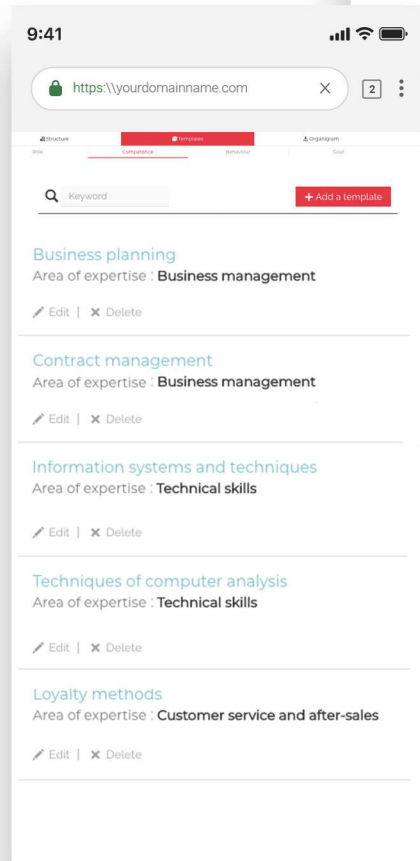 9:41
https:\\yourdomainname.com X 2
Structure Templates Organigram
Role Competence Behaviour Goal
Keyword + Add a template
Business planning
Area of expertise : Business management
Edit | × Delete
Contract management
Area of expertise : Business management
Edit | × Delete
Information systems and techniques
Area of expertise : Technical skills
Edit | × Delete
Techniques of computer analysis
Area of expertise : Technical skills
Edit | × Delete
Loyalty methods
Area of expertise : Customer service and after-sales
Edit | × Delete